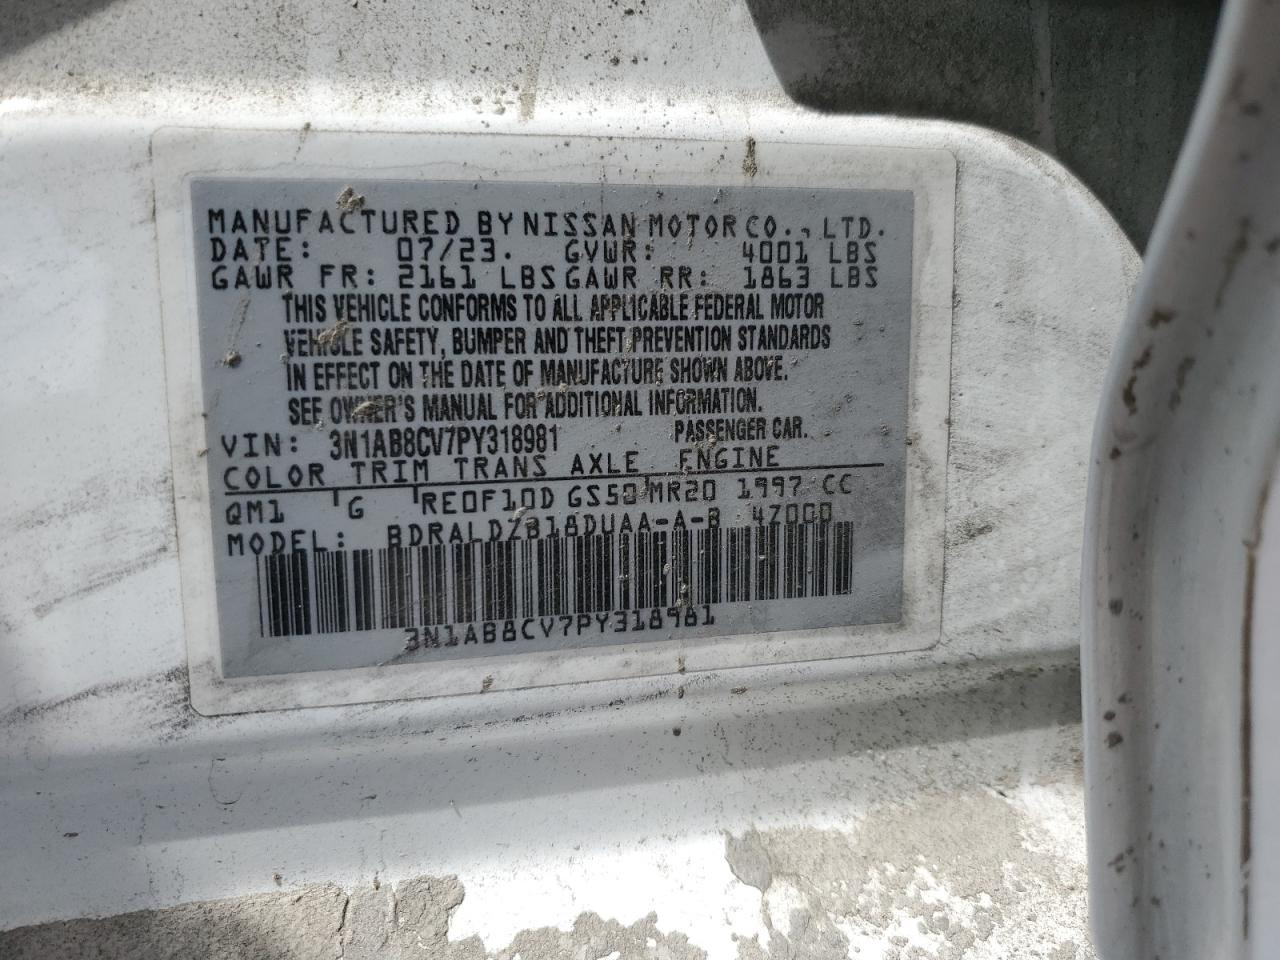 MANUFACTURED BY NISSAN MOTOR CO., LTD.
DATE: 07/23. GVWR: 4001 LBS
GAWR FR: 2161 LBS GAWR RR: 1863 LBS
THIS VEHICLE CONFORMS TO ALL APPLICABLE FEDERAL MOTOR
VEHICLE SAFETY, BUMPER AND THEFT PREVENTION STANDARDS
IN EFFECT ON THE DATE OF MANUFACTURE SHOWN ABOVE.
SEE OWNER'S MANUAL FOR ADDITIONAL INFORMATION.
VIN: 3N1AB8CV7PY318981 PASSENGER CAR.
COLOR TRIM TRANS AXLE ENGINE
QM1 G RE0F10D GS50 MR20 1997 CC
MODEL: BDRALDZB18DUAA-A-B 47000
3N1AB8CV7PY318981